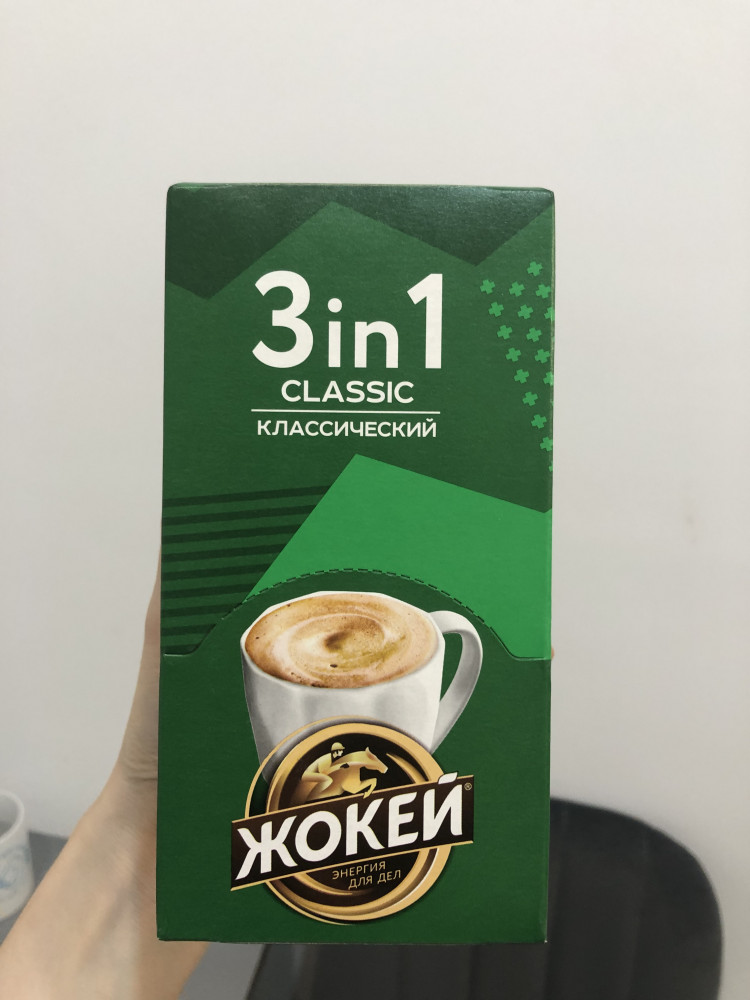 3in1
CLASSIC
КЛАССИЧЕСКИЙ
ЖОКЕЙ®
ЭНЕРГИЯ
ДЛЯ ДЕЛ